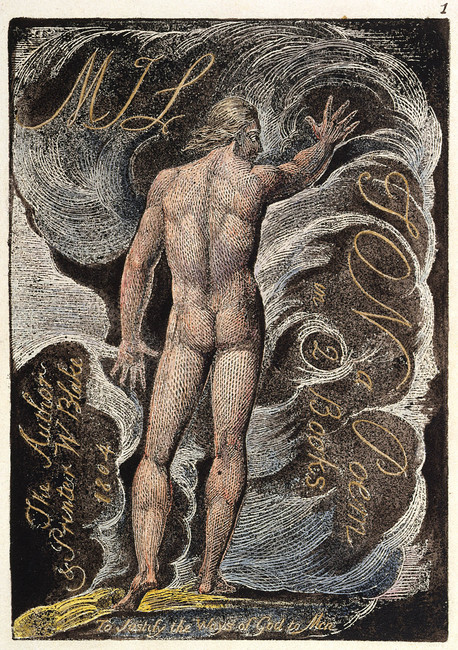 1
MIL
TON
a Poem
in 2
Books
The Author
& Printer W Blake
1804
To Justify the Ways of God to Men